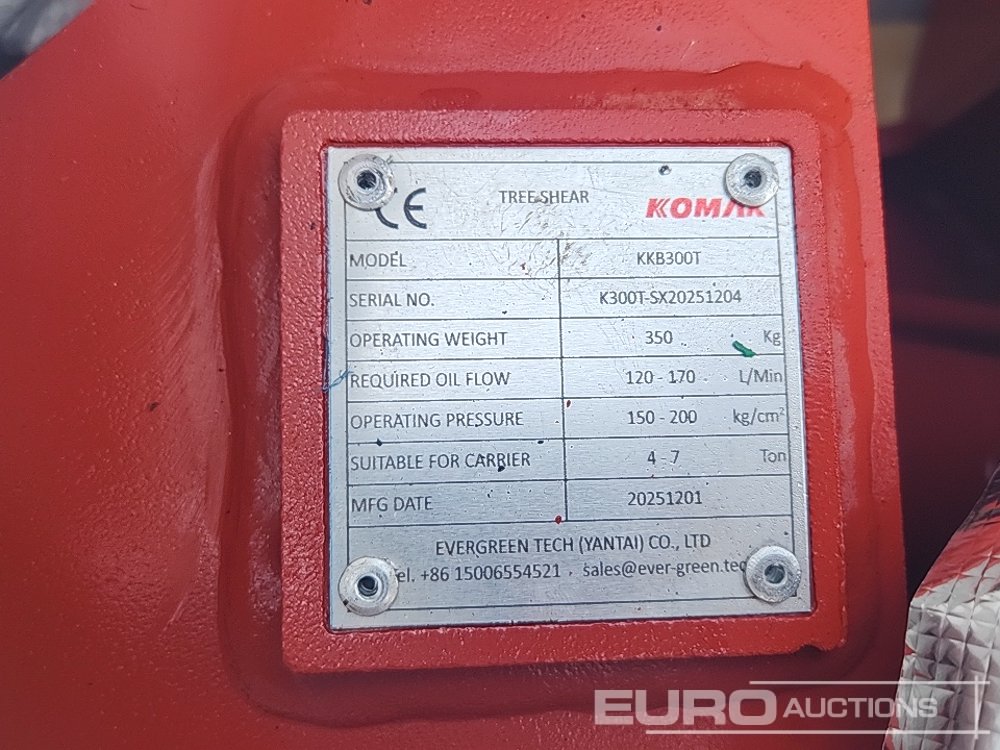 CE TREE SHEAR KOMAK
MODEL KKB300T
SERIAL NO. K300T-SX20251204
OPERATING WEIGHT 350 Kg
REQUIRED OIL FLOW 120 - 170 L/Min
OPERATING PRESSURE 150 - 200 kg/cm²
SUITABLE FOR CARRIER 4 - 7 Ton
MFG DATE 20251201
EVERGREEN TECH (YANTAI) CO., LTD
Tel. +86 15006554521 sales@ever-green.tec
EURO AUCTIONS